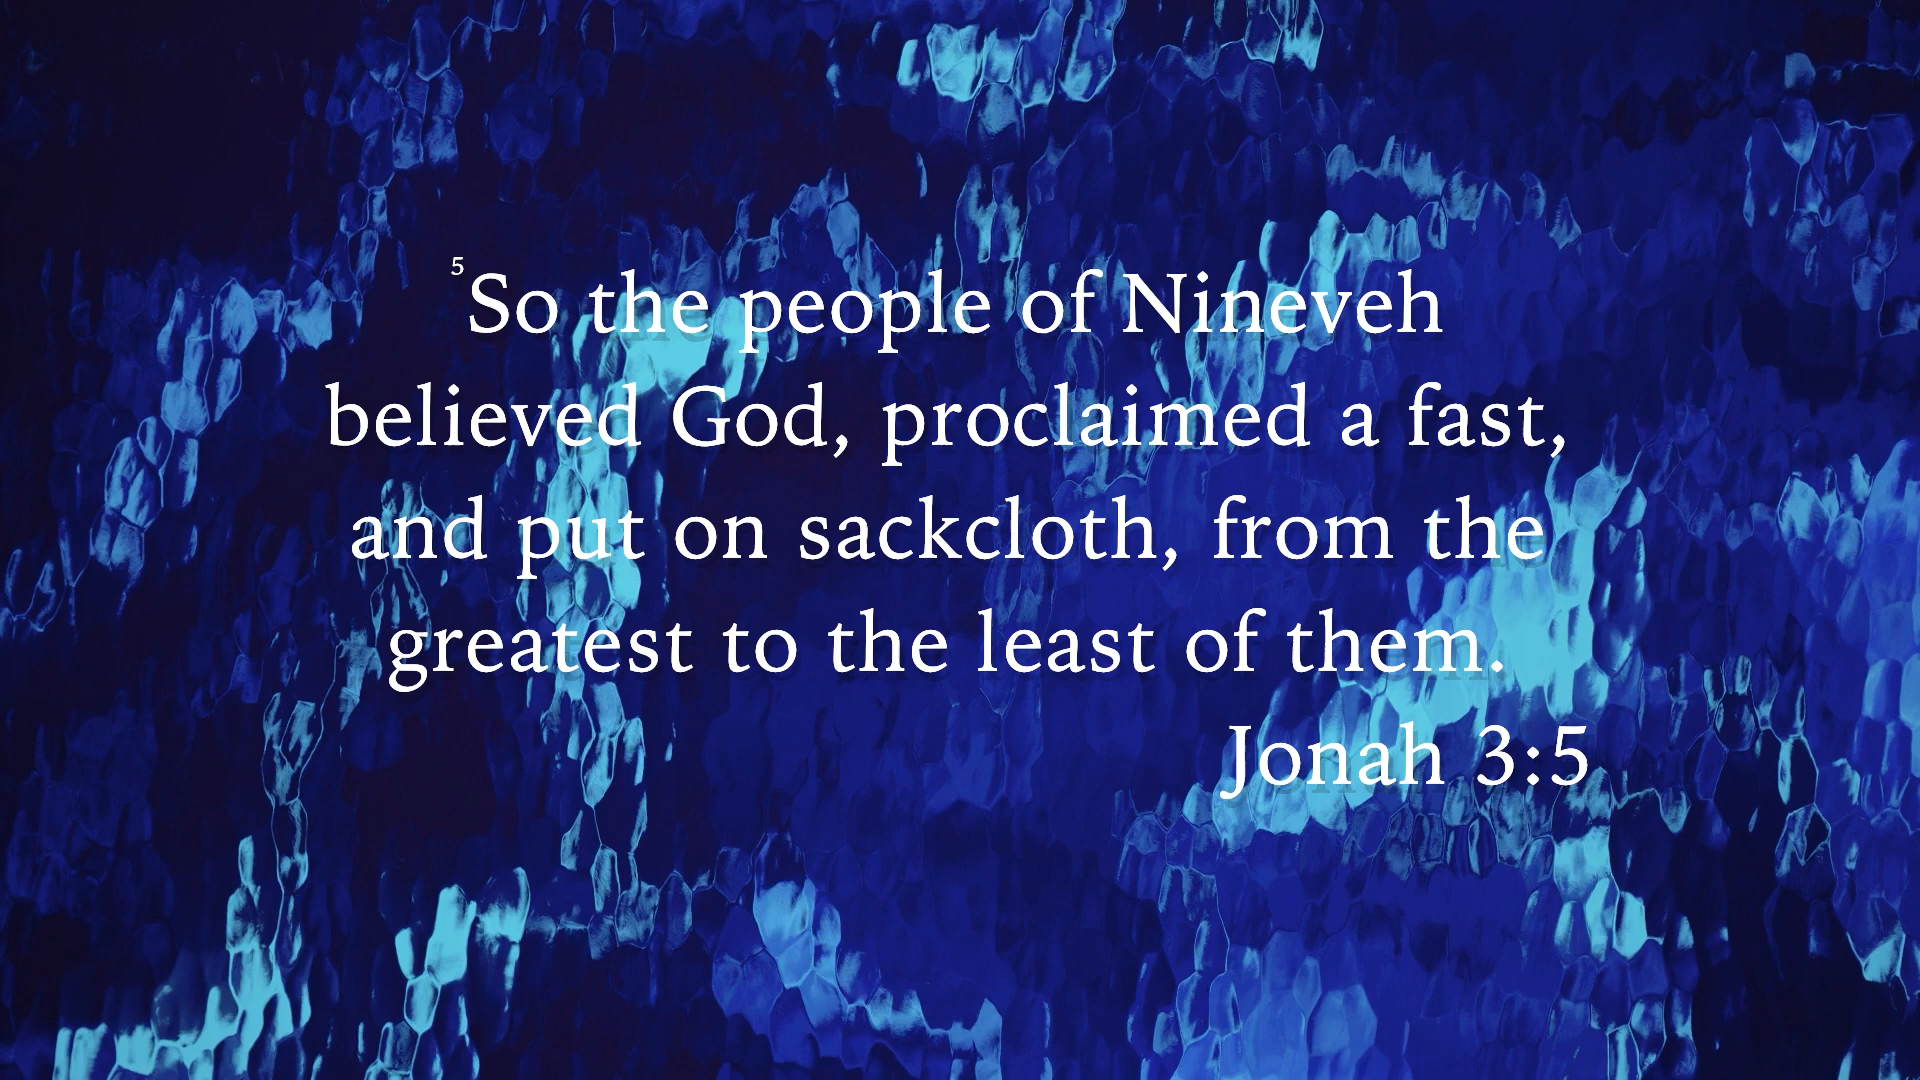 5So the people of Nineveh
believed God, proclaimed a fast,
and put on sackcloth, from the
greatest to the least of them.
Jonah 3:5